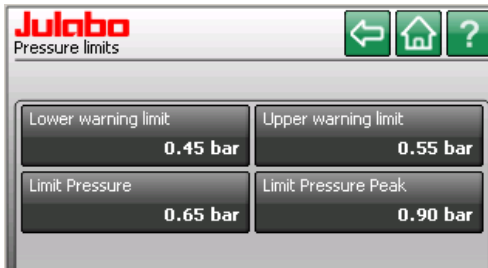 Julabo
Pressure limits
?
Lower warning limit
0.45 bar
Upper warning limit
0.55 bar
Limit Pressure
0.65 bar
Limit Pressure Peak
0.90 bar